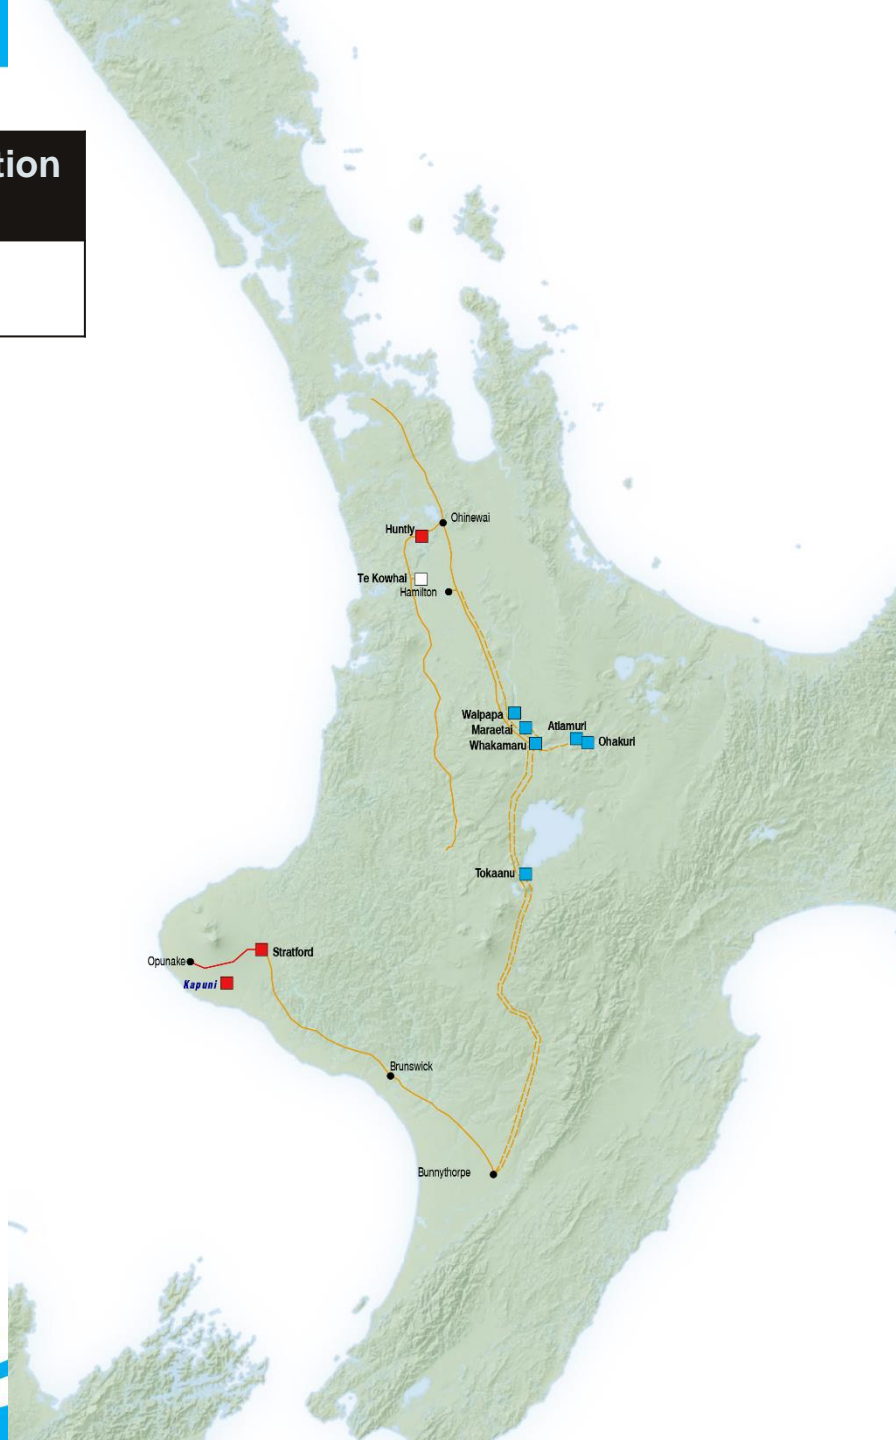 tion
Ohinewai
Huntly
Te Kowhai
Hamilton
Waipapa
Maraetai
Atiamuri
Whakamaru
Ohakuri
Tokaanu
Stratford
Opunake
Kapuni
Brunswick
Bunnythorpe